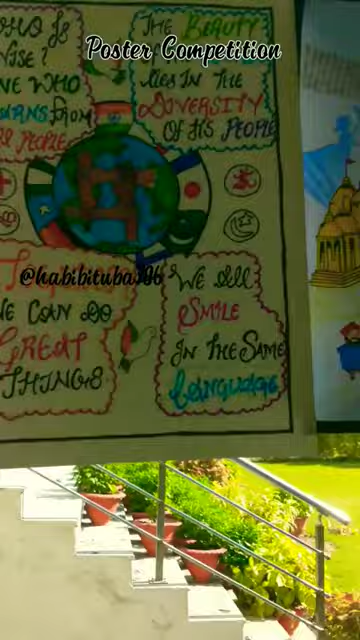 Poster Competition
WHO IS
WISE?
ONE WHO
LEARNS FROM
ALL PEOPLE
THE BEAUTY
LIES IN THE
DIVERSITY
OF ITS PEOPLE
@habibituba786
WE CAN DO
GREAT
THINGS
WE All
SMILE
IN THE SAME
LANGUAGE